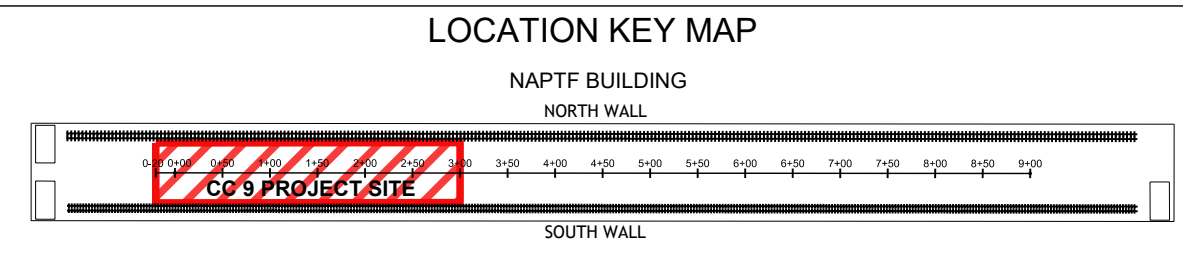 LOCATION KEY MAP
NAPTF BUILDING
NORTH WALL
0-20 0+00 0+50 1+00 1+50 2+00 2+50 3+00 3+50 4+00 4+50 5+00 5+50 6+00 6+50 7+00 7+50 8+00 8+50 9+00
CC 9 PROJECT SITE
SOUTH WALL